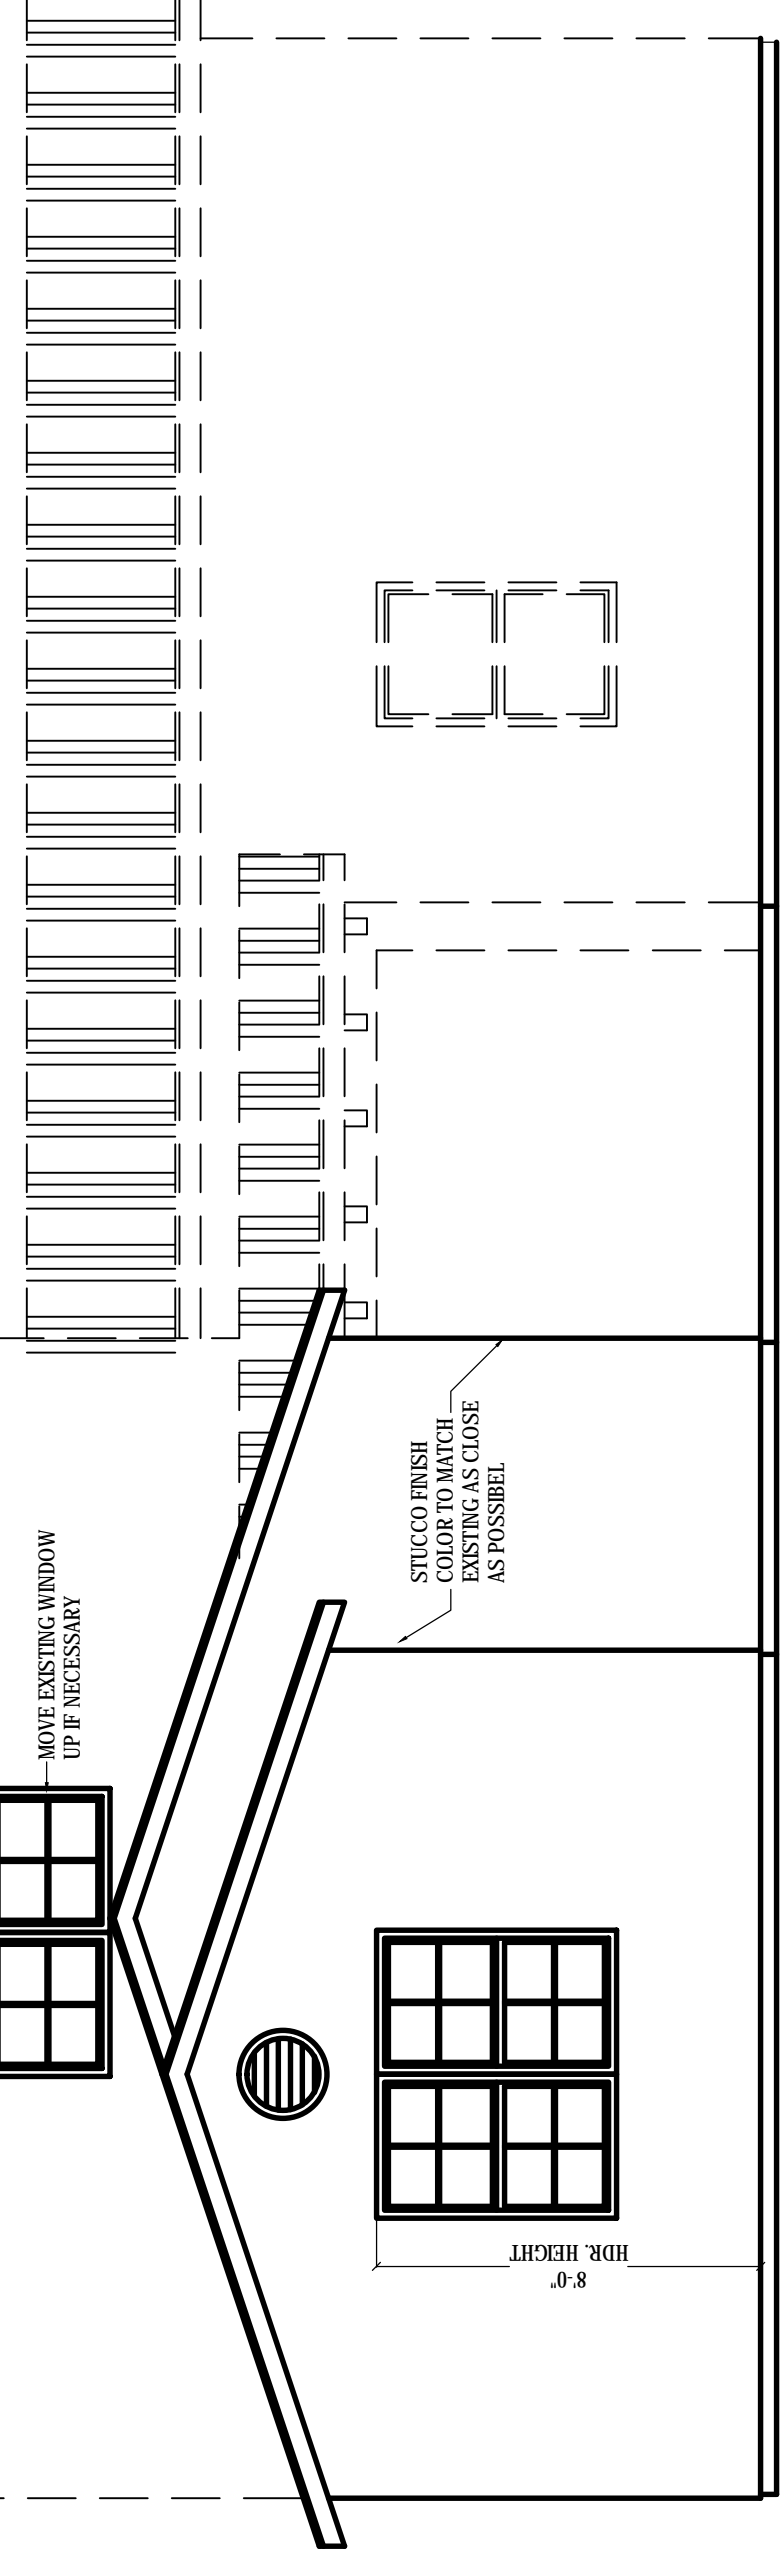 STUCCO FINISH
COLOR TO MATCH
EXISTING AS CLOSE
AS POSSIBEL
MOVE EXISTING WINDOW
UP IF NECESSARY
8'-0"
HDR. HEIGHT